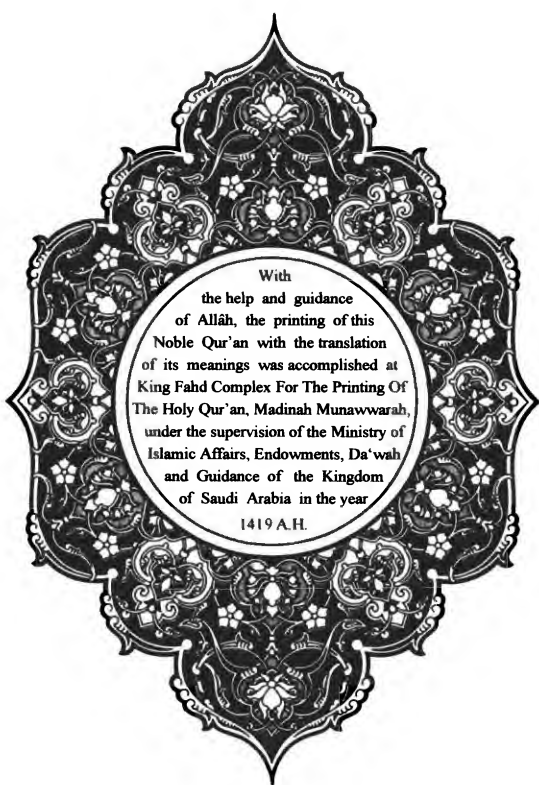 With
the help and guidance
of Allâh, the printing of this
Noble Qur'an with the translation
of its meanings was accomplished at
King Fahd Complex For The Printing Of
The Holy Qur'an, Madinah Munawwarah,
under the supervision of the Ministry of
Islamic Affairs, Endowments, Da‘wah
and Guidance of the Kingdom
of Saudi Arabia in the year
1419 A.H.